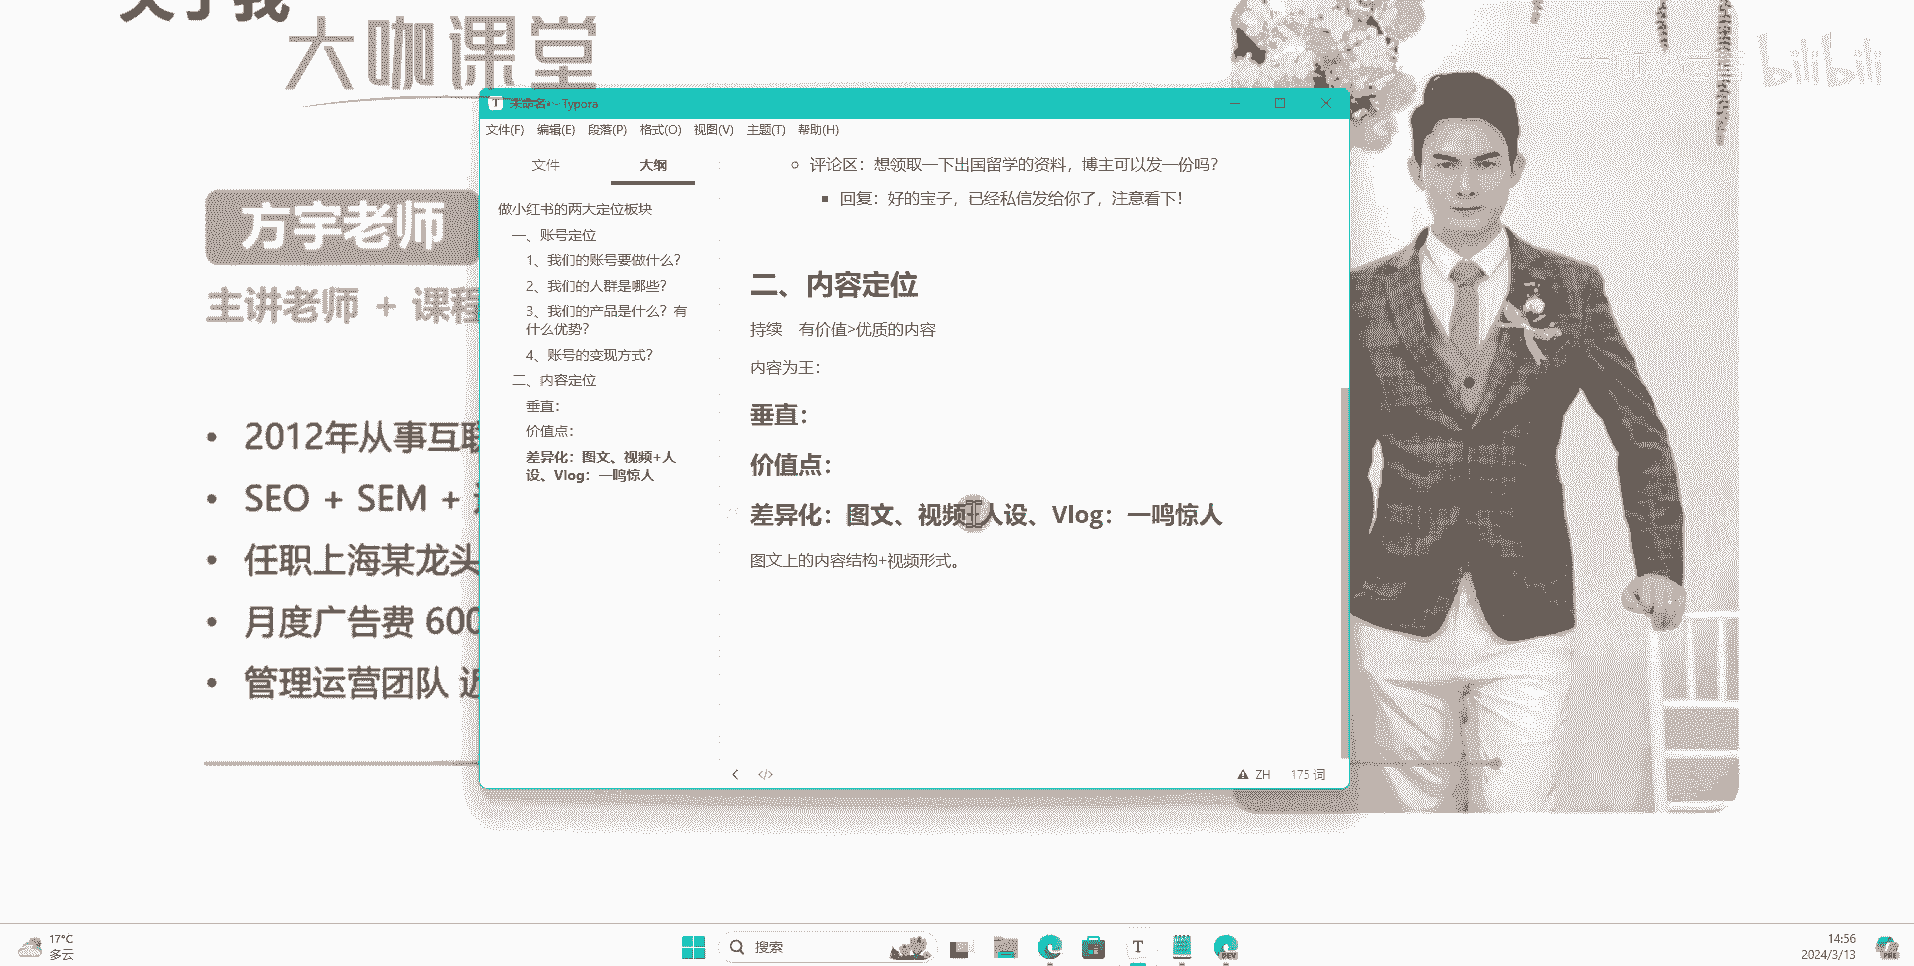 关于我
大咖课堂
bilibili
方宇老师
主讲老师 + 课程
2012年从事互联
SEO + SEM +
任职上海某龙头
月度广告费 600
管理运营团队 近
未命名• - Typora
文件(F) 编辑(E) 段落(P) 格式(O) 视图(V) 主题(T) 帮助(H)
文件 大纲
做小红书的两大定位板块
一、账号定位
1、我们的账号要做什么?
2、我们的人群是哪些?
3、我们的产品是什么?有
什么优势?
4、账号的变现方式?
二、内容定位
垂直:
价值点:
差异化:图文、视频+人
设、Vlog:一鸣惊人
评论区:想领取一下出国留学的资料,博主可以发一份吗?
回复:好的宝子,已经私信发给你了,注意看下!
二、内容定位
持续 有价值>优质的内容
内容为王:
垂直:
价值点:
差异化:图文、视频+人设、Vlog:一鸣惊人
图文上的内容结构+视频形式。
ZH 175 词
17°C
多云
搜索
T
DEV
14:56
2024/3/13
PRE